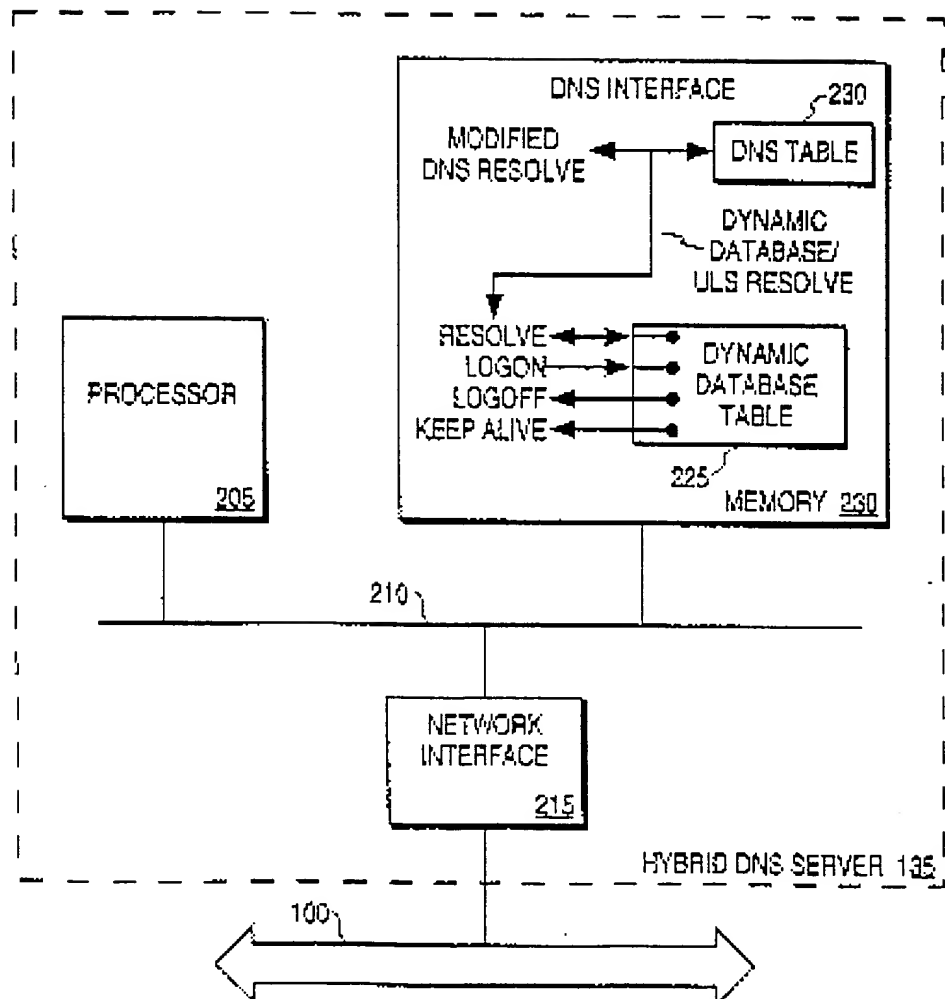 DNS INTERFACE
230
MODIFIED
DNS RESOLVE
DNS TABLE
DYNAMIC
DATABASE/
ULS RESOLVE
RESOLVE
LOGON
LOGOFF
KEEP ALIVE
DYNAMIC
DATABASE
TABLE
225
MEMORY 230
PROCESSOR
205
210
NETWORK
INTERFACE
215
HYBRID DNS SERVER 135
100